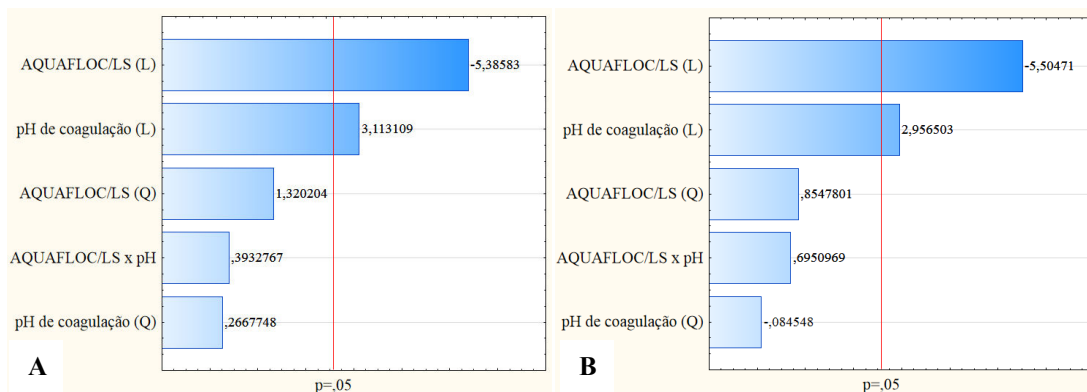 AQUAFLOC/LS (L)
-5,38583
pH de coagulação (L)
3,113109
AQUAFLOC/LS (Q)
1,320204
AQUAFLOC/LS x pH
,3932767
pH de coagulação (Q)
,2667748
A
p=,05
AQUAFLOC/LS (L)
-5,50471
pH de coagulação (L)
2,956503
AQUAFLOC/LS (Q)
,8547801
AQUAFLOC/LS x pH
,6950969
pH de coagulação (Q)
-,084548
B
p=,05